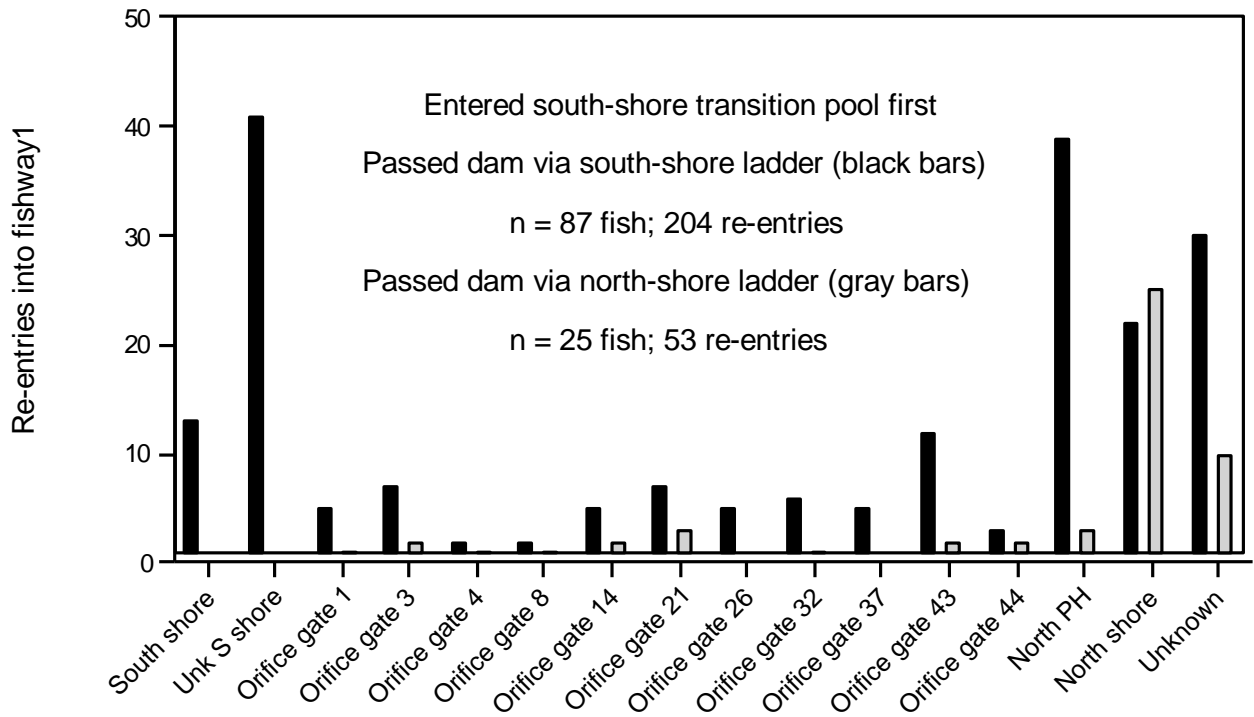 50
40
30
20
10
0
Re-entries into fishway1
Entered south-shore transition pool first
Passed dam via south-shore ladder (black bars)
n = 87 fish; 204 re-entries
Passed dam via north-shore ladder (gray bars)
n = 25 fish; 53 re-entries
South shore
Unk S shore
Orifice gate 1
Orifice gate 3
Orifice gate 4
Orifice gate 8
Orifice gate 14
Orifice gate 21
Orifice gate 26
Orifice gate 32
Orifice gate 37
Orifice gate 43
Orifice gate 44
North PH
North shore
Unknown